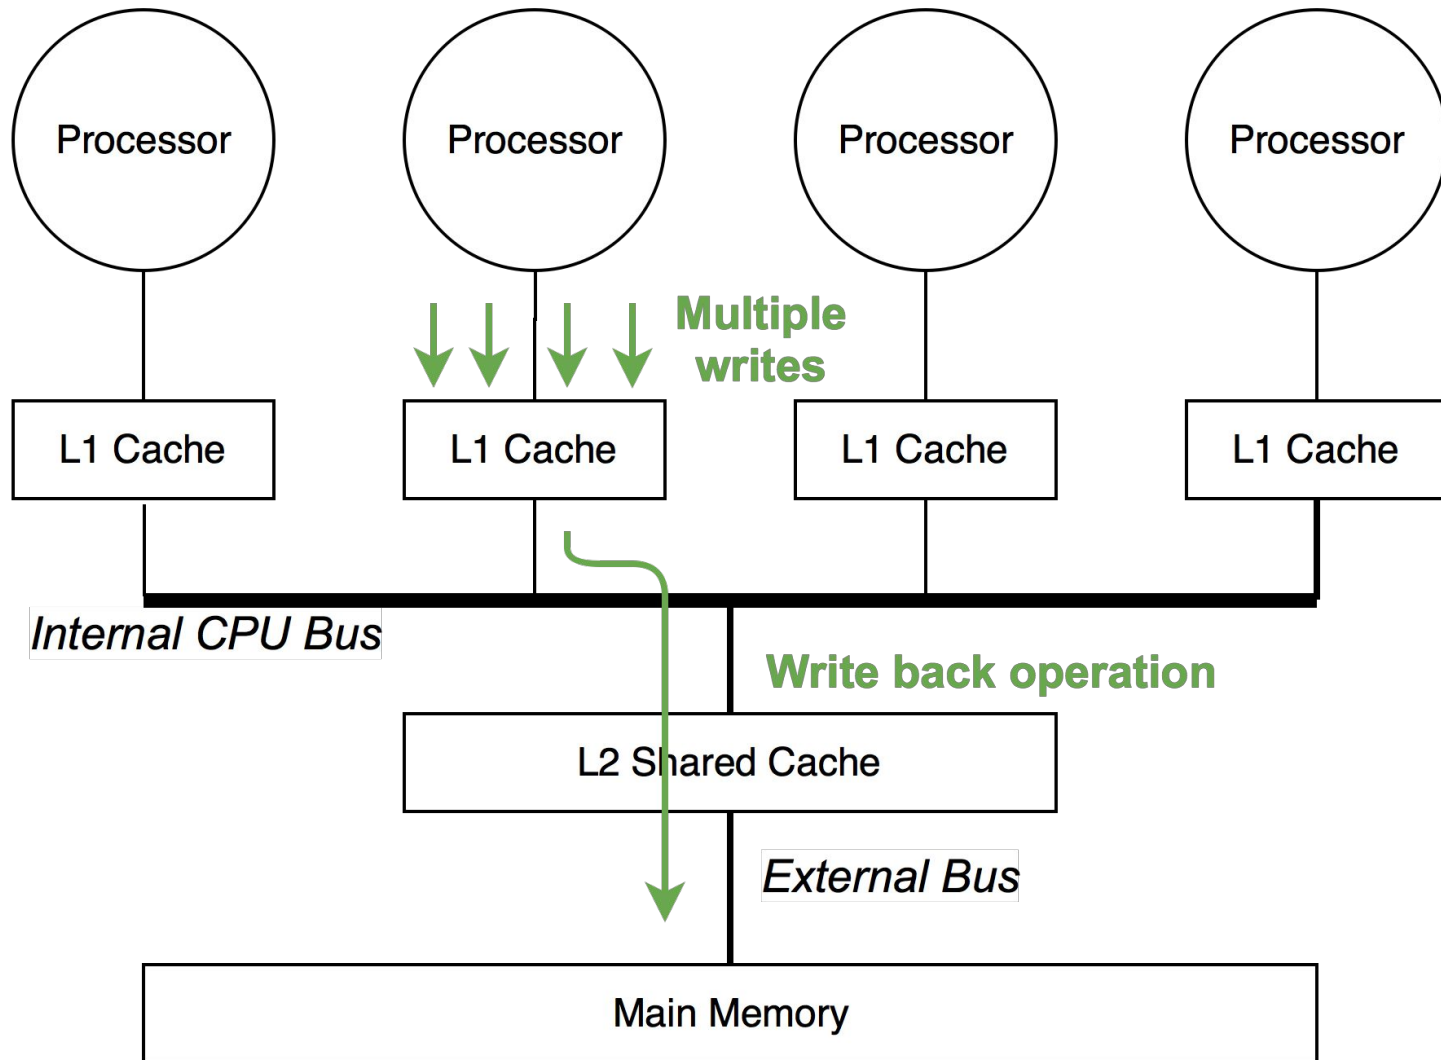 Processor
Processor
Processor
Processor
Multiple
writes
L1 Cache
L1 Cache
L1 Cache
L1 Cache
Internal CPU Bus
Write back operation
L2 Shared Cache
External Bus
Main Memory